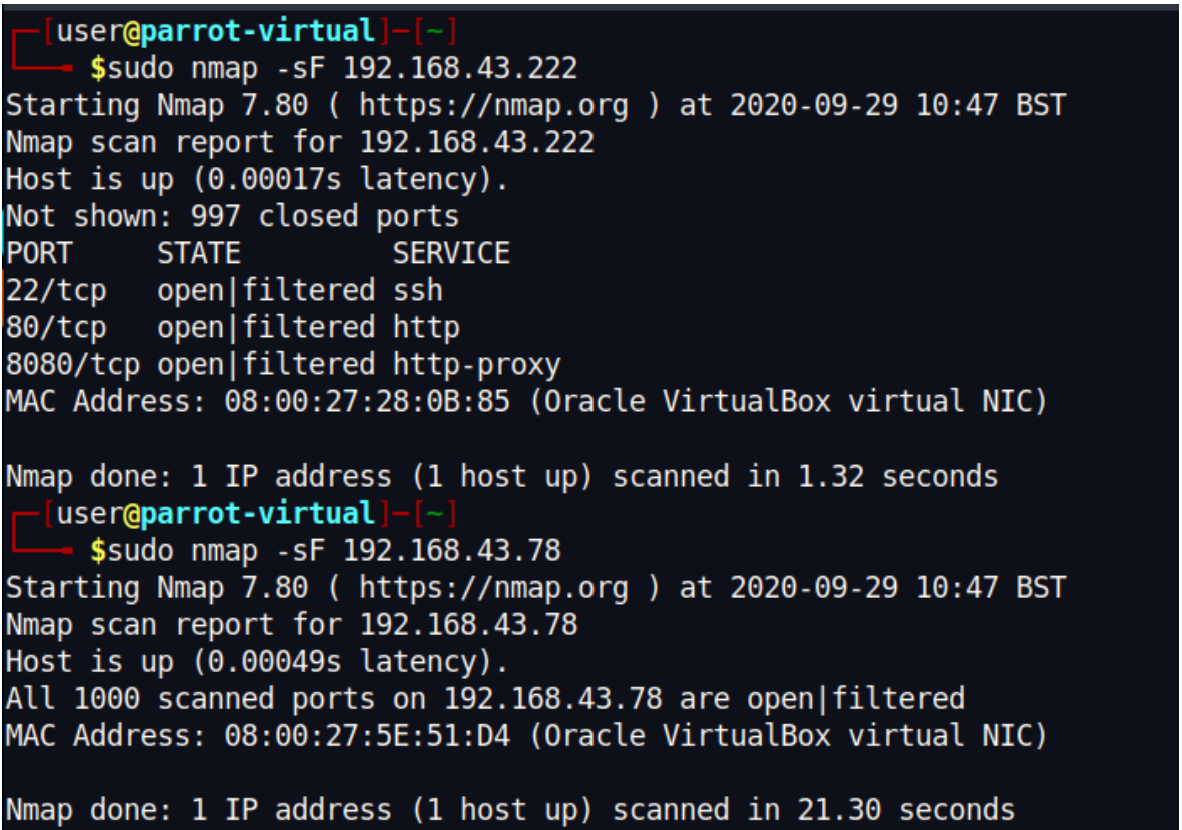 [user@parrot-virtual]-[~]
$sudo nmap -sF 192.168.43.222
Starting Nmap 7.80 ( https://nmap.org ) at 2020-09-29 10:47 BST
Nmap scan report for 192.168.43.222
Host is up (0.00017s latency).
Not shown: 997 closed ports
PORT     STATE         SERVICE
22/tcp   open|filtered ssh
80/tcp   open|filtered http
8080/tcp open|filtered http-proxy
MAC Address: 08:00:27:28:0B:85 (Oracle VirtualBox virtual NIC)

Nmap done: 1 IP address (1 host up) scanned in 1.32 seconds
[user@parrot-virtual]-[~]
$sudo nmap -sF 192.168.43.78
Starting Nmap 7.80 ( https://nmap.org ) at 2020-09-29 10:47 BST
Nmap scan report for 192.168.43.78
Host is up (0.00049s latency).
All 1000 scanned ports on 192.168.43.78 are open|filtered
MAC Address: 08:00:27:5E:51:D4 (Oracle VirtualBox virtual NIC)

Nmap done: 1 IP address (1 host up) scanned in 21.30 seconds